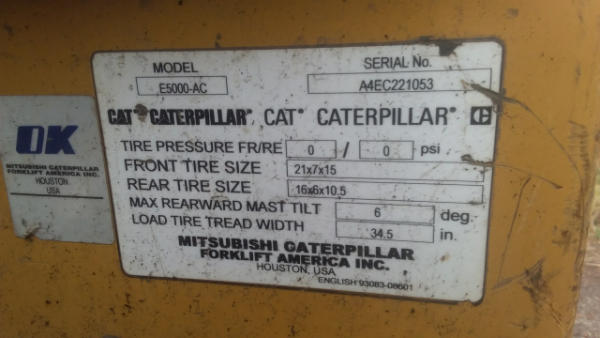 MODEL
E5000-AC
SERIAL No.
A4EC221053
CAT CATERPILLAR, CAT® CATERPILLAR® C
TIRE PRESSURE FR/RE 0 / 0 psi
FRONT TIRE SIZE 21x7x15
REAR TIRE SIZE 16x6x10.5
MAX REARWARD MAST TILT 6 deg.
LOAD TIRE TREAD WIDTH 34.5 in.
MITSUBISHI CATERPILLAR
FORKLIFT AMERICA INC.
HOUSTON, USA
ENGLISH 93083-08601
OK
MITSUBISHI CATERPILLAR
FORKLIFT AMERICA INC.
HOUSTON
USA